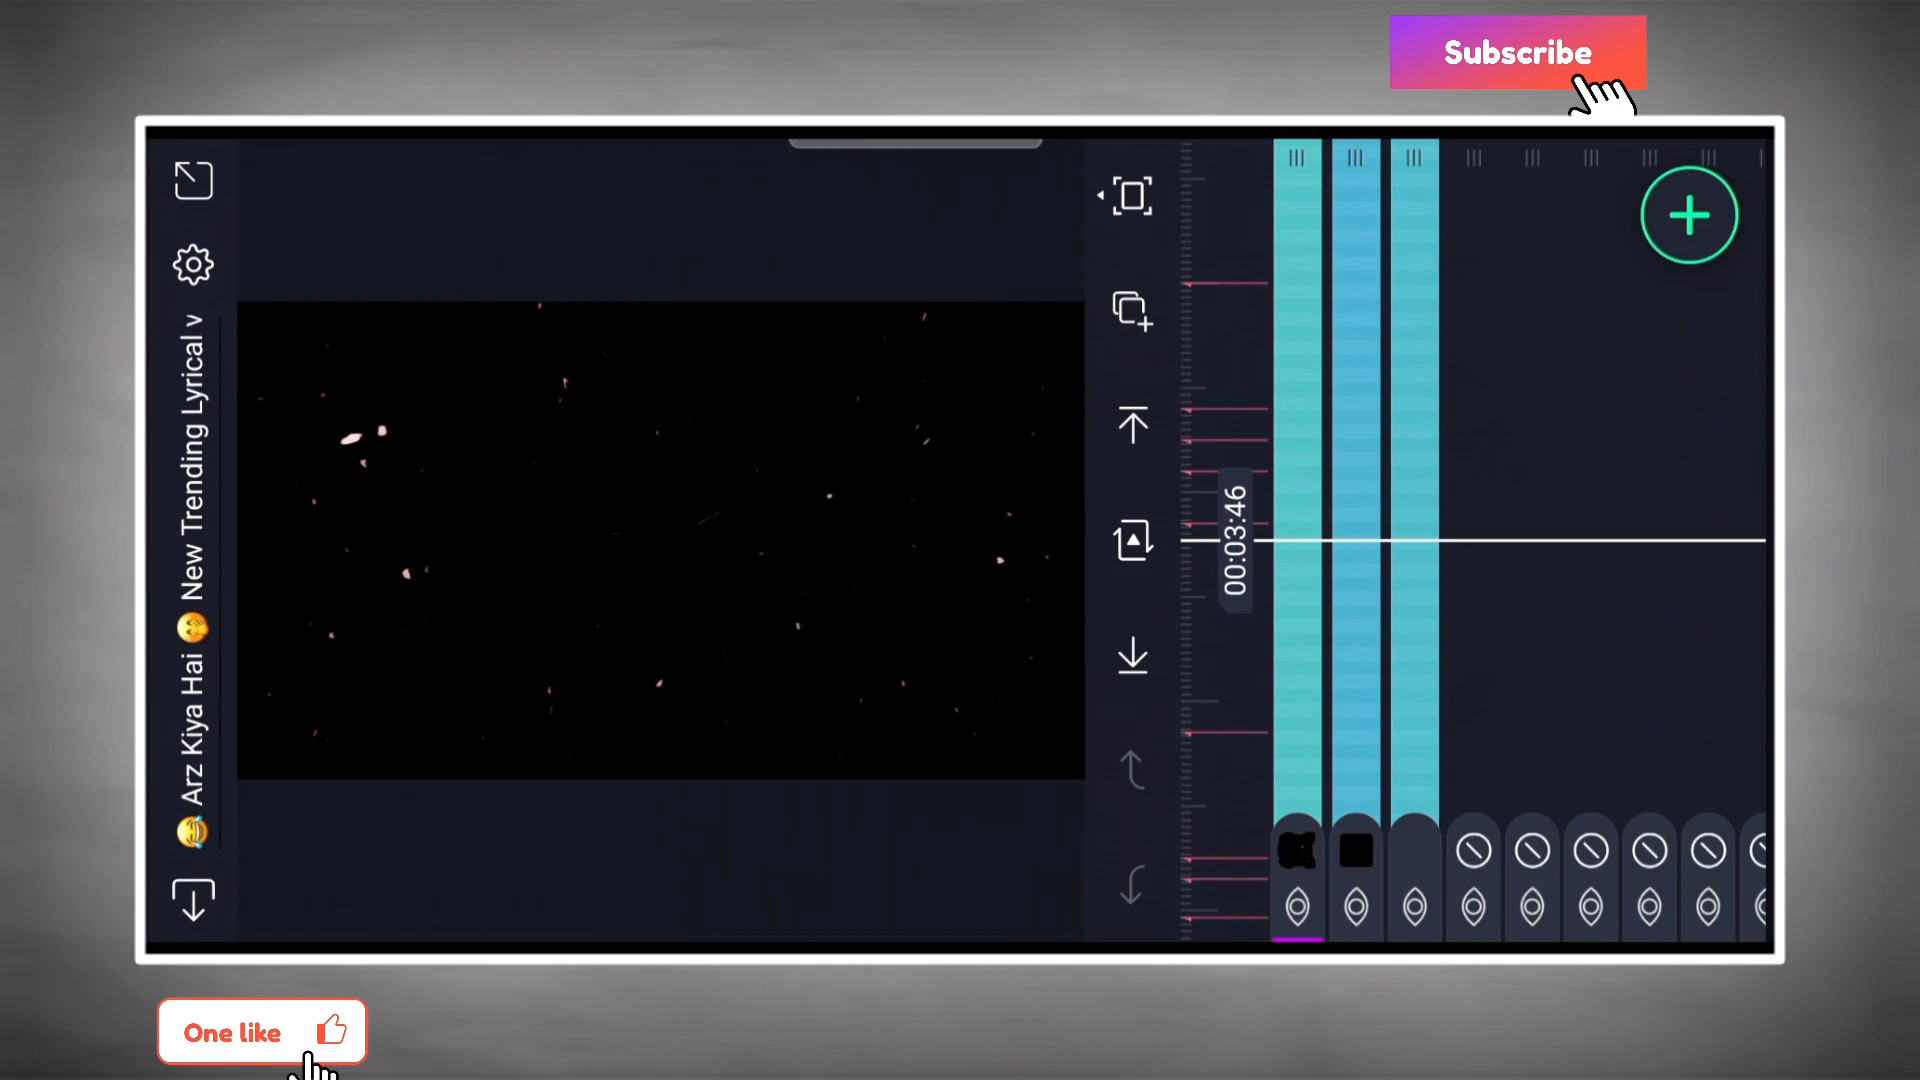 Subscribe
😂 Arz Kiya Hai 🤭 New Trending Lyrical v
00:03:46
One like